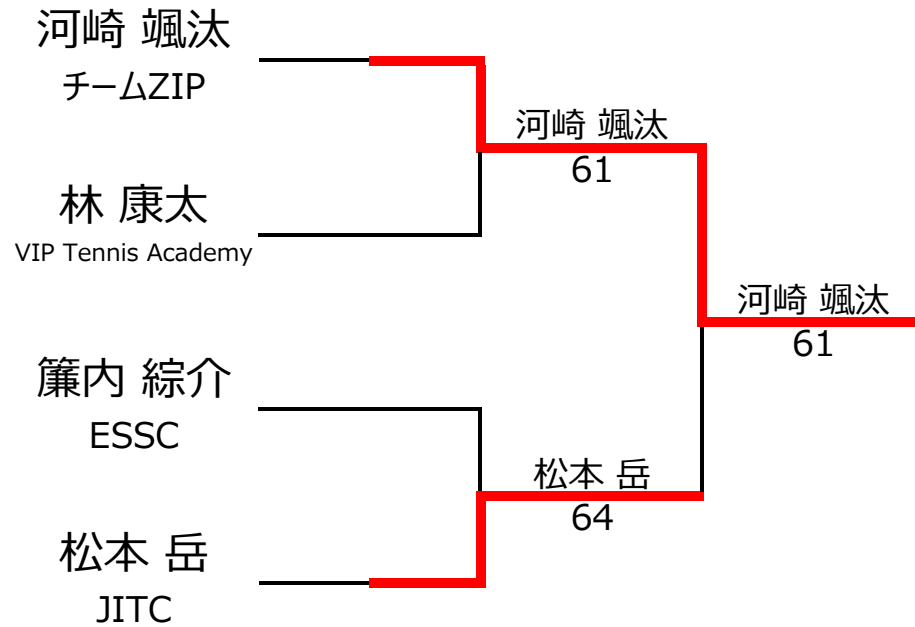 河崎 颯汰
チームZIP
林 康太
VIP Tennis Academy
簾内 綜介
ESSC
松本 岳
JITC
河崎 颯汰
61
松本 岳
64
河崎 颯汰
61